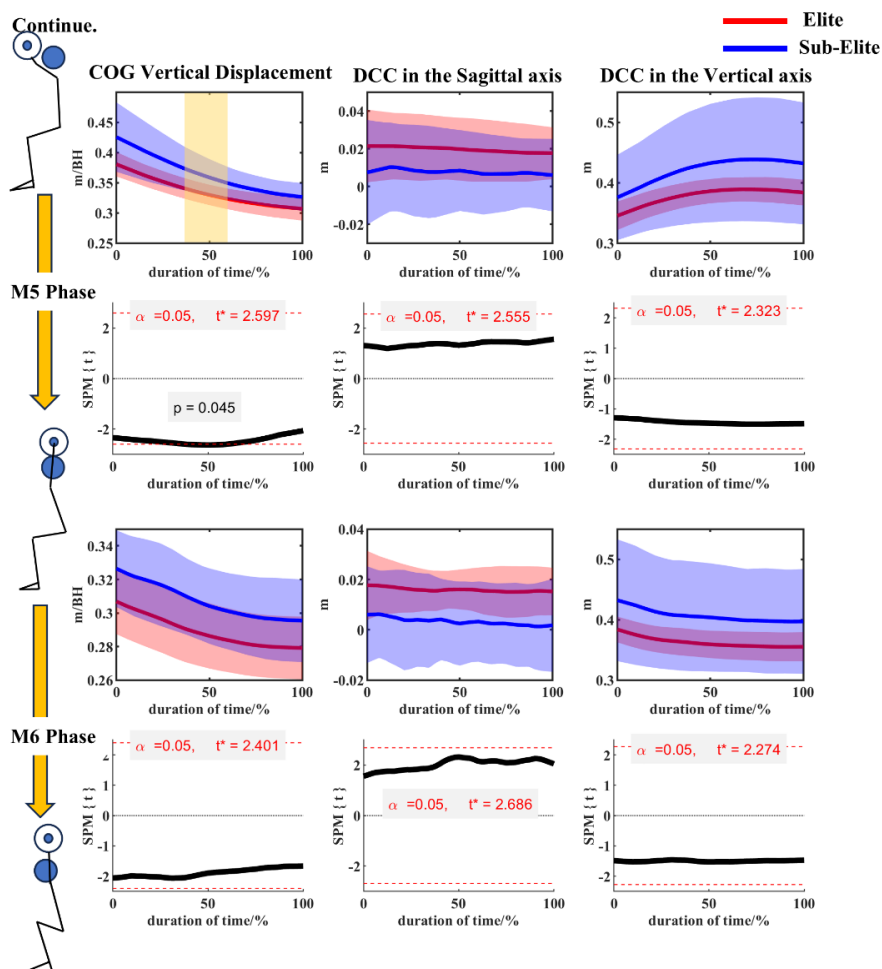 Continue.
Elite
Sub-Elite
COG Vertical Displacement
DCC in the Sagittal axis
DCC in the Vertical axis
m/BH
0.45
0.4
0.35
0.3
0.25
0 50 100
duration of time/%
m
0.04
0.02
0
-0.02
0 50 100
duration of time/%
0.5
0.4
0.3
0 50 100
duration of time/%
M5 Phase
SPM { t }
2
0
-2
α =0.05, t* = 2.597
p = 0.045
0 50 100
duration of time/%
SPM { t }
2
0
-2
α =0.05, t* = 2.555
0 50 100
duration of time/%
SPM { t }
2
1
0
-1
-2
α =0.05, t* = 2.323
0 50 100
duration of time/%
m/BH
0.34
0.32
0.3
0.28
0.26
0 50 100
duration of time/%
m
0.04
0.02
0
-0.02
0 50 100
duration of time/%
0.5
0.4
0.3
0 50 100
duration of time/%
M6 Phase
SPM { t }
2
1
0
-1
-2
α =0.05, t* = 2.401
0 50 100
duration of time/%
SPM { t }
2
0
-2
α =0.05, t* = 2.686
0 50 100
duration of time/%
SPM { t }
2
1
0
-1
-2
α =0.05, t* = 2.274
0 50 100
duration of time/%